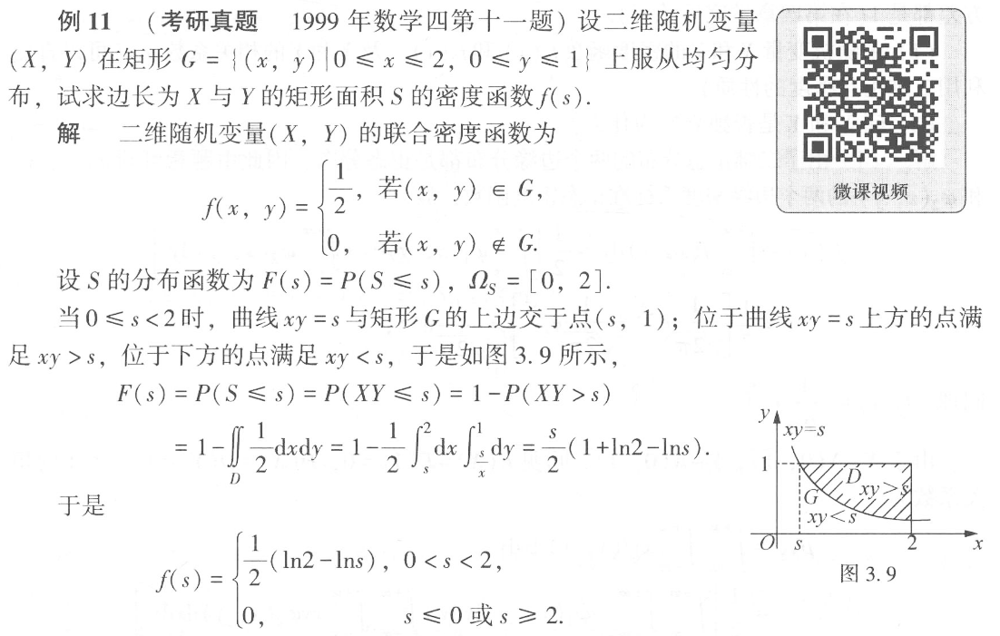 例 11 (考研真题 1999 年数学四第十一题) 设二维随机变量
(X, Y) 在矩形 G = {(x, y) | 0 ≤ x ≤ 2, 0 ≤ y ≤ 1} 上服从均匀分
布, 试求边长为 X 与 Y 的矩形面积 S 的密度函数 f(s).
解 二维随机变量(X, Y) 的联合密度函数为
f(x, y) = { 1/2, 若(x, y) ∈ G,
0, 若(x, y) ∉ G.
微课视频
设 S 的分布函数为 F(s) = P(S ≤ s), Ω_S = [0, 2].
当 0 ≤ s < 2 时, 曲线 xy = s 与矩形 G 的上边交于点(s, 1); 位于曲线 xy = s 上方的点满
足 xy > s, 位于下方的点满足 xy < s, 于是如图 3.9 所示,
F(s) = P(S ≤ s) = P(XY ≤ s) = 1 - P(XY > s)
= 1 - ∬_D 1/2 dxdy = 1 - 1/2 ∫_s^2 dx ∫_{s/x}^1 dy = s/2 (1 + ln2 - lns).
于是
f(s) = { 1/2 (ln2 - lns), 0 < s < 2,
0, s ≤ 0 或 s ≥ 2.
y
xy=s
1
D
xy>s
G
xy<s
O s 2 x
图 3.9